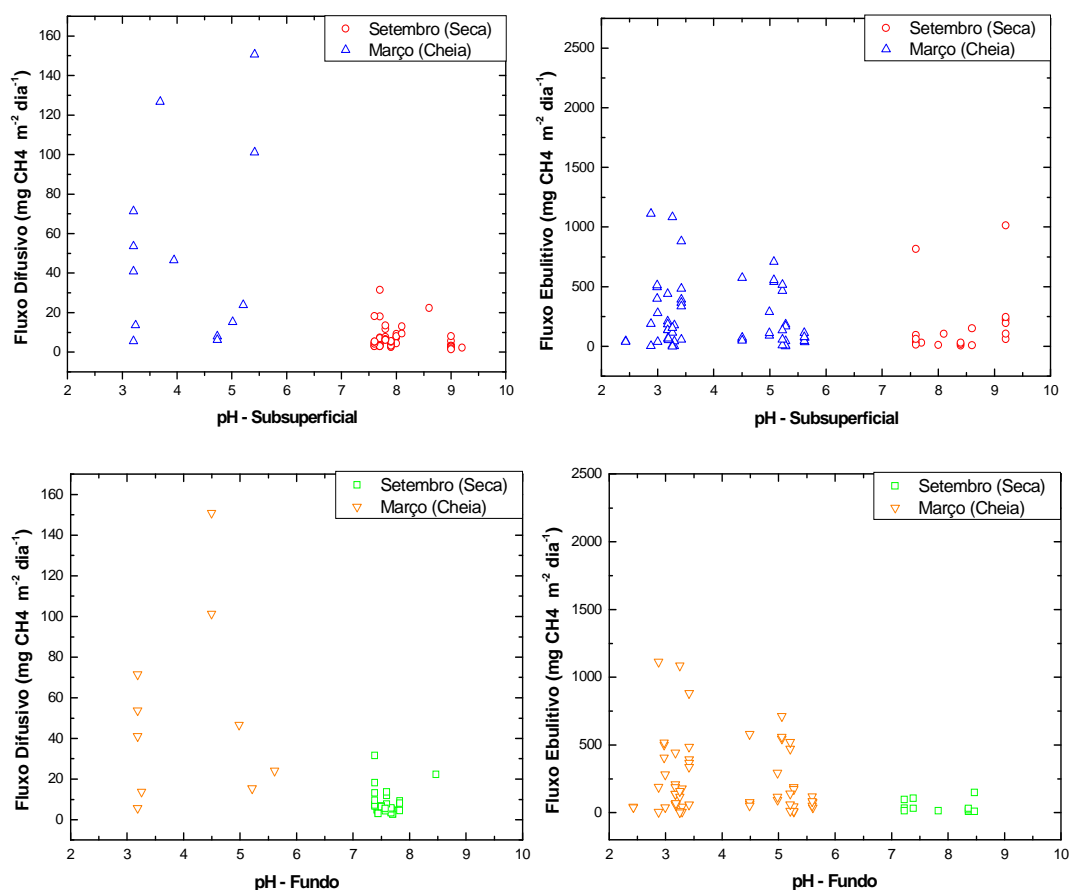 Setembro (Seca)
Março (Cheia)
Fluxo Difusivo (mg CH4 m-2 dia-1)
160
140
120
100
80
60
40
20
0
2 3 4 5 6 7 8 9 10
pH - Subsuperficial
Setembro (Seca)
Março (Cheia)
Fluxo Ebulitivo (mg CH4 m-2 dia-1)
2500
2000
1500
1000
500
0
2 3 4 5 6 7 8 9 10
pH - Subsuperficial
Setembro (Seca)
Março (Cheia)
Fluxo Difusivo (mg CH4 m-2 dia-1)
160
140
120
100
80
60
40
20
0
2 3 4 5 6 7 8 9 10
pH - Fundo
Setembro (Seca)
Março (Cheia)
Fluxo Ebulitivo (mg CH4 m-2 dia-1)
2500
2000
1500
1000
500
0
2 3 4 5 6 7 8 9 10
pH - Fundo